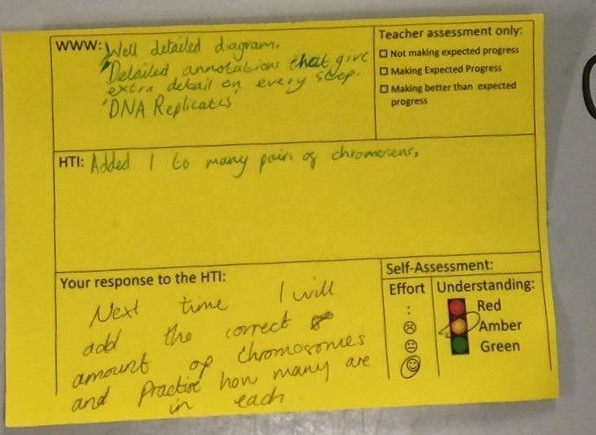 WWW: Well detailed diagram.
Detailed annotations that give
extra detail on every step.
'DNA Replicates'
Teacher assessment only:
Not making expected progress
Making Expected Progress
Making better than expected
progress
HTI: Added 1 to many pairs of chromosens.
Your response to the HTI:
Next time I will
add the correct
amount of chromosomes
and Practise how many are
in each
Self-Assessment:
Effort
Understanding:
Red
Amber
Green